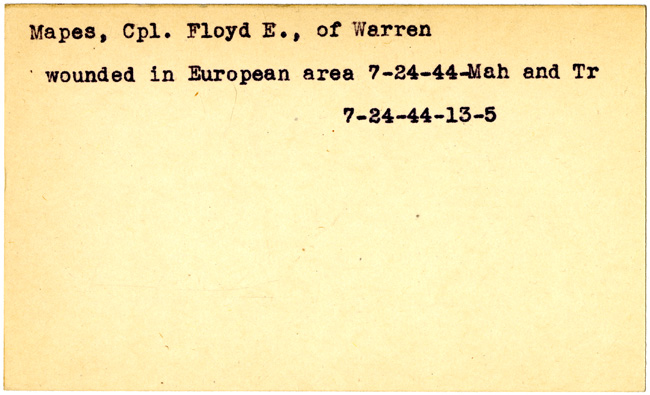 Mapes, Cpl. Floyd E., of Warren
wounded in European area 7-24-44-Mah and Tr
7-24-44-13-5